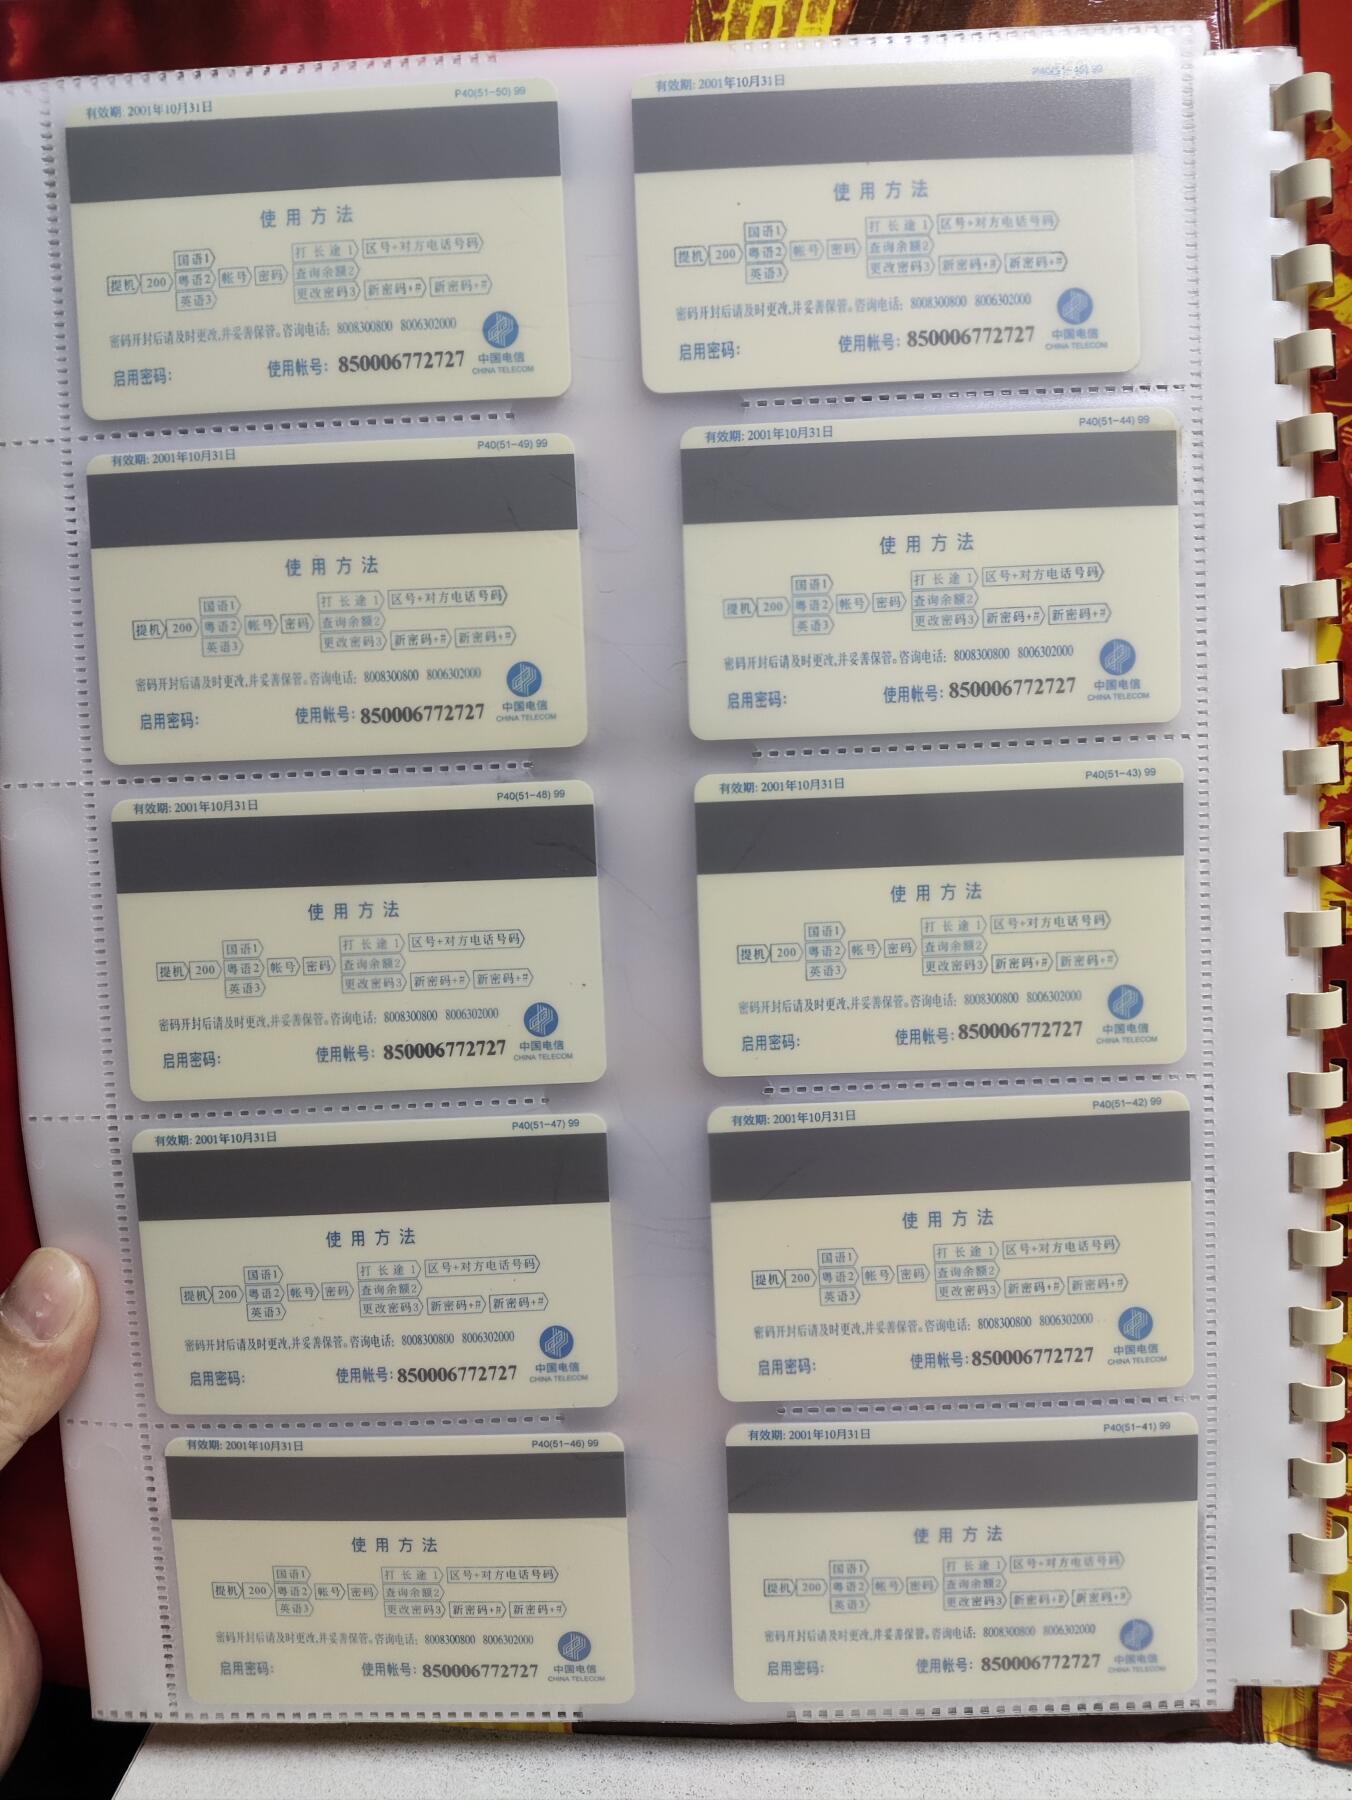 有效期: 2001年10月31日 P40(51-50) 99
使用方法
国语1 打长途1 区号+对方电话号码
提机 200 粤语2 帐号 密码 查询余额2
英语3 更改密码3 新密码+# 新密码+#
密码开封后请及时更改,并妥善保管。咨询电话: 8008300800 8006302000
启用密码: 使用帐号: 850006772727 中国电信
CHINA TELECOM
有效期: 2001年10月31日 P40(51-45) 99
使用方法
国语1 打长途1 区号+对方电话号码
提机 200 粤语2 帐号 密码 查询余额2
英语3 更改密码3 新密码+# 新密码+#
密码开封后请及时更改,并妥善保管。咨询电话: 8008300800 8006302000
启用密码: 使用帐号: 850006772727 中国电信
CHINA TELECOM
有效期: 2001年10月31日 P40(51-49) 99
使用方法
国语1 打长途1 区号+对方电话号码
提机 200 粤语2 帐号 密码 查询余额2
英语3 更改密码3 新密码+# 新密码+#
密码开封后请及时更改,并妥善保管。咨询电话: 8008300800 8006302000
启用密码: 使用帐号: 850006772727 中国电信
CHINA TELECOM
有效期: 2001年10月31日 P40(51-44) 99
使用方法
国语1 打长途1 区号+对方电话号码
提机 200 粤语2 帐号 密码 查询余额2
英语3 更改密码3 新密码+# 新密码+#
密码开封后请及时更改,并妥善保管。咨询电话: 8008300800 8006302000
启用密码: 使用帐号: 850006772727 中国电信
CHINA TELECOM
有效期: 2001年10月31日 P40(51-48) 99
使用方法
国语1 打长途1 区号+对方电话号码
提机 200 粤语2 帐号 密码 查询余额2
英语3 更改密码3 新密码+# 新密码+#
密码开封后请及时更改,并妥善保管。咨询电话: 8008300800 8006302000
启用密码: 使用帐号: 850006772727 中国电信
CHINA TELECOM
有效期: 2001年10月31日 P40(51-43) 99
使用方法
国语1 打长途1 区号+对方电话号码
提机 200 粤语2 帐号 密码 查询余额2
英语3 更改密码3 新密码+# 新密码+#
密码开封后请及时更改,并妥善保管。咨询电话: 8008300800 8006302000
启用密码: 使用帐号: 850006772727 中国电信
CHINA TELECOM
有效期: 2001年10月31日 P40(51-47) 99
使用方法
国语1 打长途1 区号+对方电话号码
提机 200 粤语2 帐号 密码 查询余额2
英语3 更改密码3 新密码+# 新密码+#
密码开封后请及时更改,并妥善保管。咨询电话: 8008300800 8006302000
启用密码: 使用帐号: 850006772727 中国电信
CHINA TELECOM
有效期: 2001年10月31日 P40(51-42) 99
使用方法
国语1 打长途1 区号+对方电话号码
提机 200 粤语2 帐号 密码 查询余额2
英语3 更改密码3 新密码+# 新密码+#
密码开封后请及时更改,并妥善保管。咨询电话: 8008300800 8006302000
启用密码: 使用帐号: 850006772727 中国电信
CHINA TELECOM
有效期: 2001年10月31日 P40(51-46) 99
使用方法
国语1 打长途1 区号+对方电话号码
提机 200 粤语2 帐号 密码 查询余额2
英语3 更改密码3 新密码+# 新密码+#
密码开封后请及时更改,并妥善保管。咨询电话: 8008300800 8006302000
启用密码: 使用帐号: 850006772727 中国电信
CHINA TELECOM
有效期: 2001年10月31日 P40(51-41) 99
使用方法
国语1 打长途1 区号+对方电话号码
提机 200 粤语2 帐号 密码 查询余额2
英语3 更改密码3 新密码+# 新密码+#
密码开封后请及时更改,并妥善保管。咨询电话: 8008300800 8006302000
启用密码: 使用帐号: 850006772727 中国电信
CHINA TELECOM